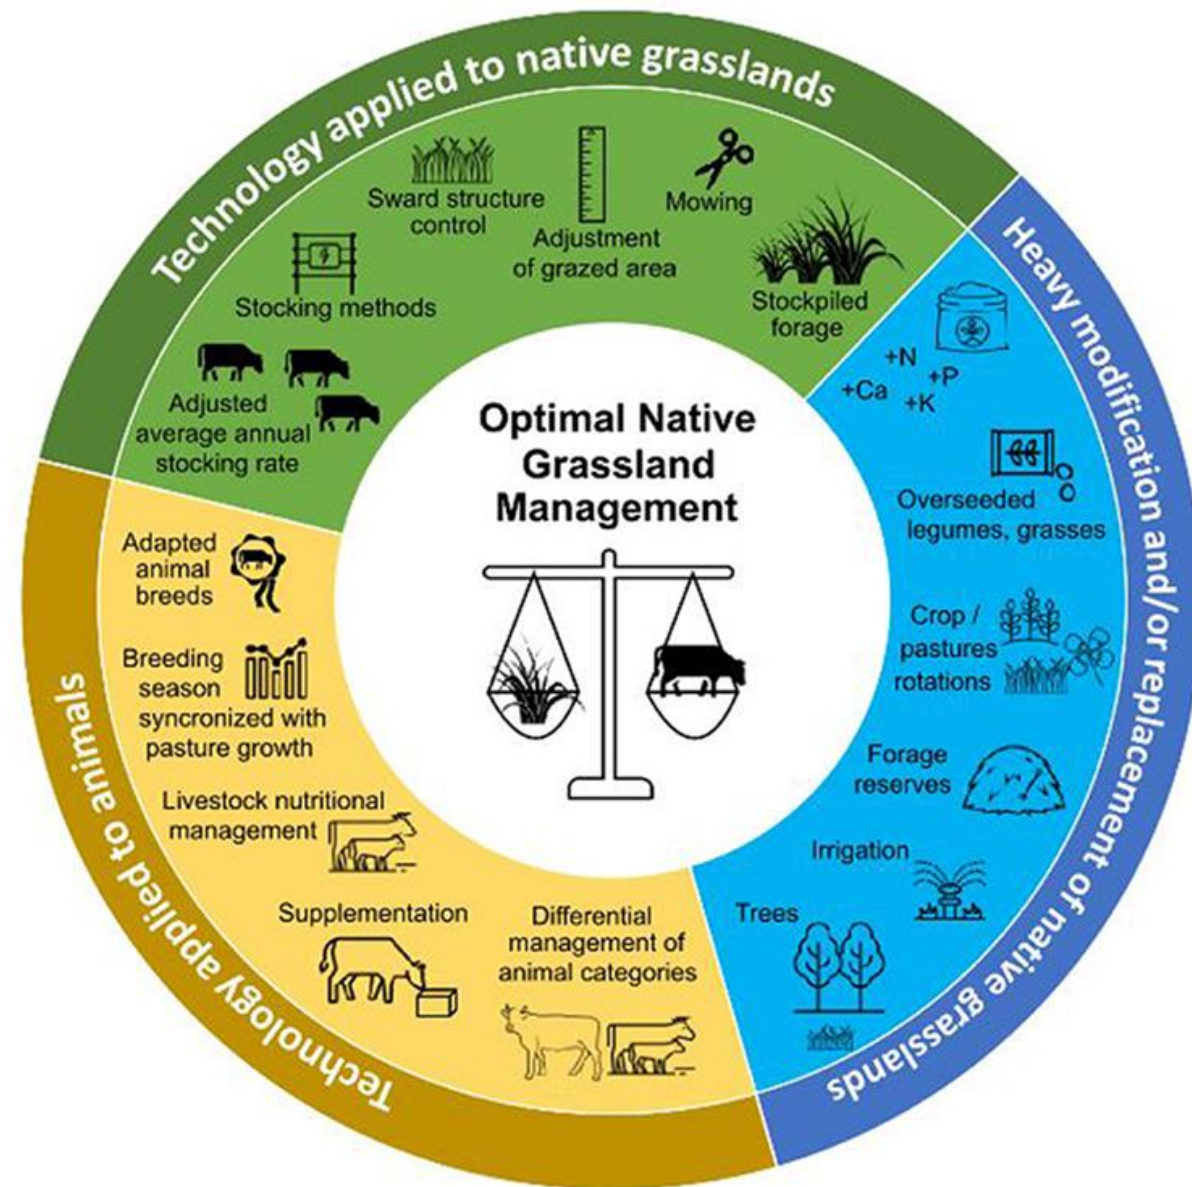 Technology applied to native grasslands
Sward structure
control
Adjustment
of grazed area
Mowing
Stockpiled
forage
Stocking methods
Adjusted
average annual
stocking rate
Heavy modification and/or replacement of native grasslands
+N
+P
+Ca
+K
Overseeded
legumes, grasses
Crop /
pastures
rotations
Forage
reserves
Irrigation
Trees
Technology applied to animals
Adapted
animal
breeds
Breeding
season
syncronized with
pasture growth
Livestock nutritional
management
Supplementation
Differential
management of
animal categories
Optimal Native
Grassland
Management